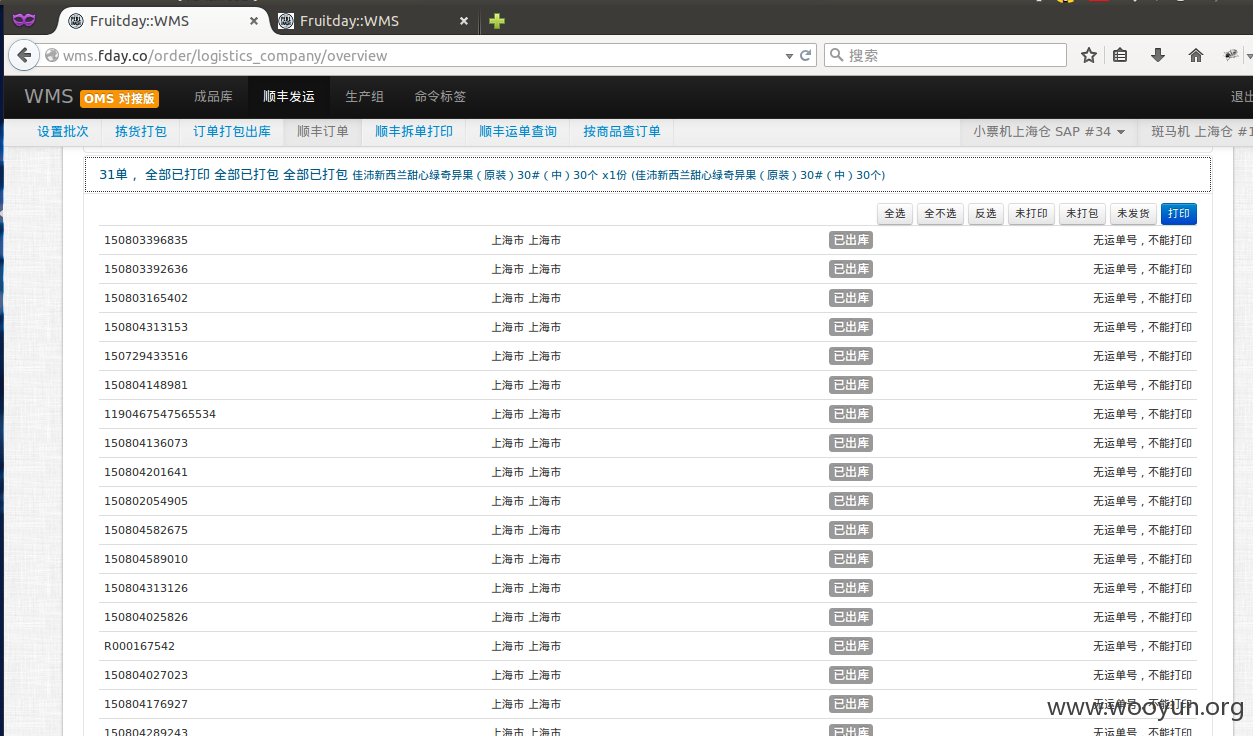 Fruitday::WMS × Fruitday::WMS ×
wms.fday.co/order/logistics_company/overview 搜索
WMS OMS 对接版 成品库 顺丰发运 生产组 命令标签 退出
设置批次 拣货打包 订单打包出库 顺丰订单 顺丰拆单打印 顺丰运单查询 按商品查订单 小票机上海仓 SAP #34 斑马机 上海仓 #1
31单， 全部已打印 全部已打包 全部已打包 佳沛新西兰甜心绿奇异果（原装）30#（中）30个 x1份 (佳沛新西兰甜心绿奇异果（原装）30#（中）30个)
全选 全不选 反选 未打印 未打包 未发货 打印
150803396835 上海市 上海市 已出库 无运单号，不能打印
150803392636 上海市 上海市 已出库 无运单号，不能打印
150803165402 上海市 上海市 已出库 无运单号，不能打印
150804313153 上海市 上海市 已出库 无运单号，不能打印
150729433516 上海市 上海市 已出库 无运单号，不能打印
150804148981 上海市 上海市 已出库 无运单号，不能打印
1190467547565534 上海市 上海市 已出库 无运单号，不能打印
150804136073 上海市 上海市 已出库 无运单号，不能打印
150804201641 上海市 上海市 已出库 无运单号，不能打印
150802054905 上海市 上海市 已出库 无运单号，不能打印
150804582675 上海市 上海市 已出库 无运单号，不能打印
150804589010 上海市 上海市 已出库 无运单号，不能打印
150804313126 上海市 上海市 已出库 无运单号，不能打印
150804025826 上海市 上海市 已出库 无运单号，不能打印
R000167542 上海市 上海市 已出库 无运单号，不能打印
150804027023 上海市 上海市 已出库 无运单号，不能打印
150804176927 上海市 上海市 已出库 无运单号，不能打印
www.wooyun.org
150804289243 上海市 上海市 已出库 无运单号，不能打印